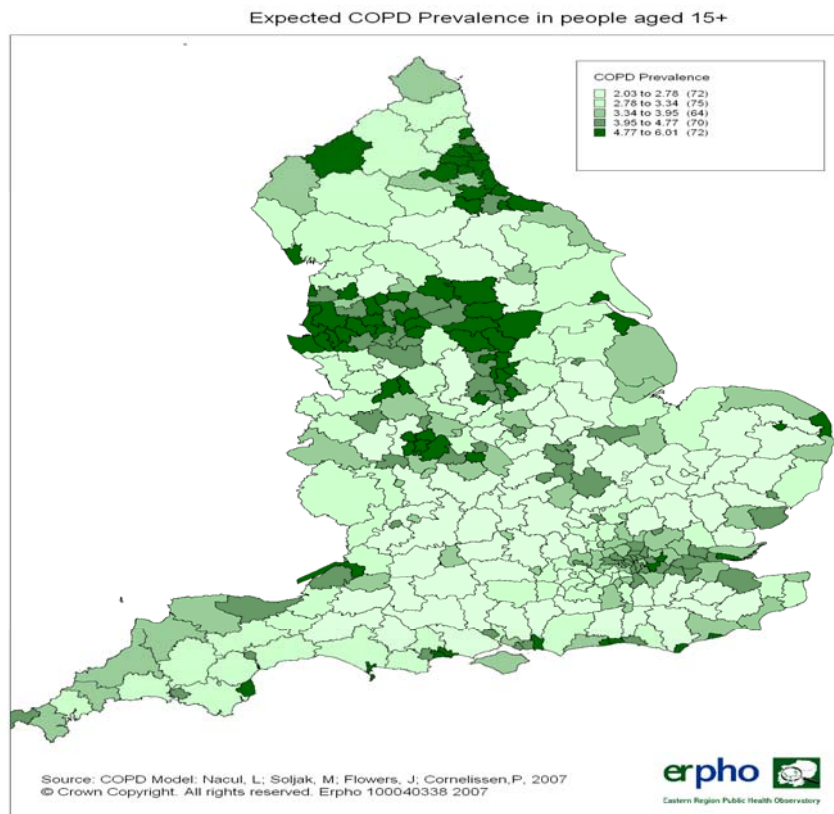 Expected COPD Prevalence in people aged 15+
COPD Prevalence
2.03 to 2.78 (72)
2.78 to 3.34 (75)
3.34 to 3.95 (64)
3.95 to 4.77 (70)
4.77 to 6.01 (72)
Source: COPD Model: Nacul, L; Soljak, M; Flowers, J; Cornelissen,P, 2007
© Crown Copyright. All rights reserved. Erpho 100040338 2007
erpho
Eastern Region Public Health Observatory